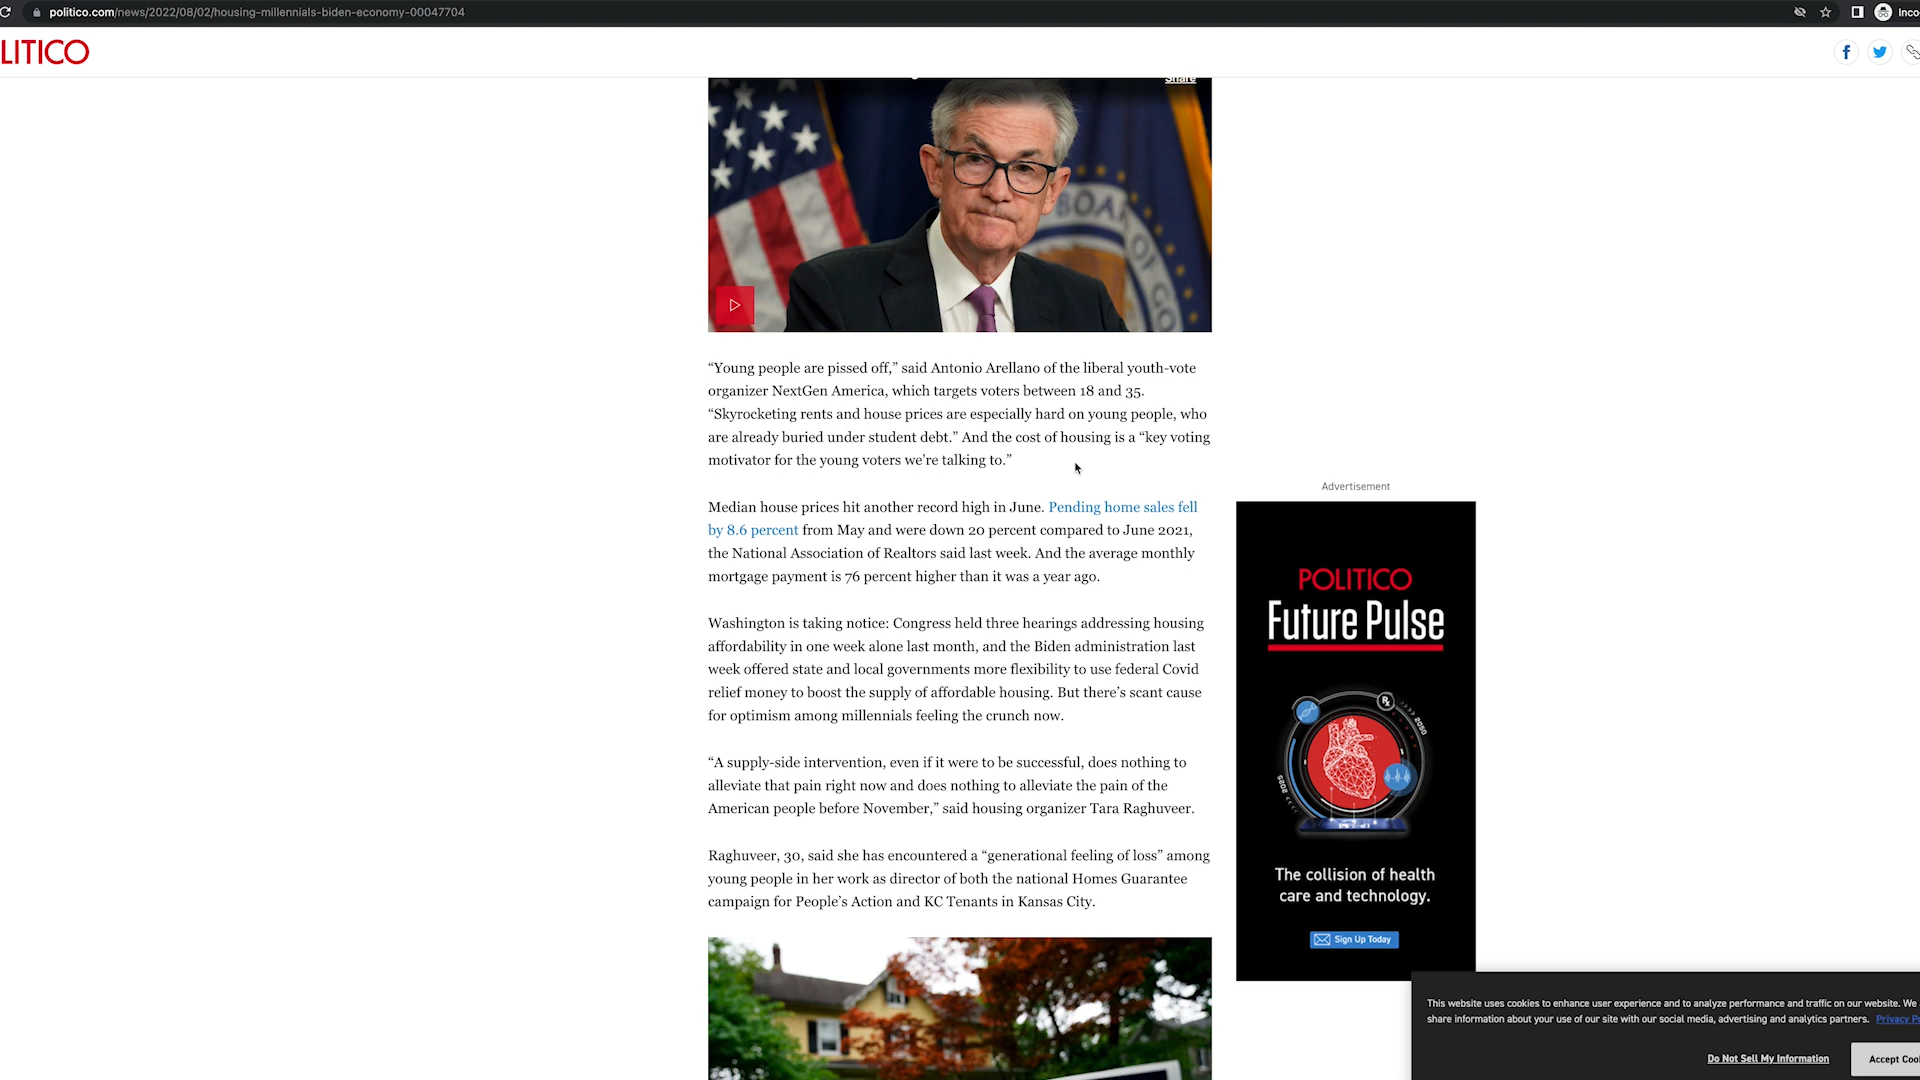 politico.com/news/2022/08/02/housing-millennials-biden-economy-00047704
Inco
LITICO
Share
BOA
OF GO
“Young people are pissed off,” said Antonio Arellano of the liberal youth-vote
organizer NextGen America, which targets voters between 18 and 35.
“Skyrocketing rents and house prices are especially hard on young people, who
are already buried under student debt.” And the cost of housing is a “key voting
motivator for the young voters we’re talking to.”
Median house prices hit another record high in June. Pending home sales fell
by 8.6 percent from May and were down 20 percent compared to June 2021,
the National Association of Realtors said last week. And the average monthly
mortgage payment is 76 percent higher than it was a year ago.
Washington is taking notice: Congress held three hearings addressing housing
affordability in one week alone last month, and the Biden administration last
week offered state and local governments more flexibility to use federal Covid
relief money to boost the supply of affordable housing. But there’s scant cause
for optimism among millennials feeling the crunch now.
“A supply-side intervention, even if it were to be successful, does nothing to
alleviate that pain right now and does nothing to alleviate the pain of the
American people before November,” said housing organizer Tara Raghuveer.
Raghuveer, 30, said she has encountered a “generational feeling of loss” among
young people in her work as director of both the national Homes Guarantee
campaign for People’s Action and KC Tenants in Kansas City.
Advertisement
POLITICO
Future Pulse
Rx
2050
2025
The collision of health
care and technology.
Sign Up Today
This website uses cookies to enhance user experience and to analyze performance and traffic on our website. We
share information about your use of our site with our social media, advertising and analytics partners. Privacy P
Do Not Sell My Information
Accept Coo